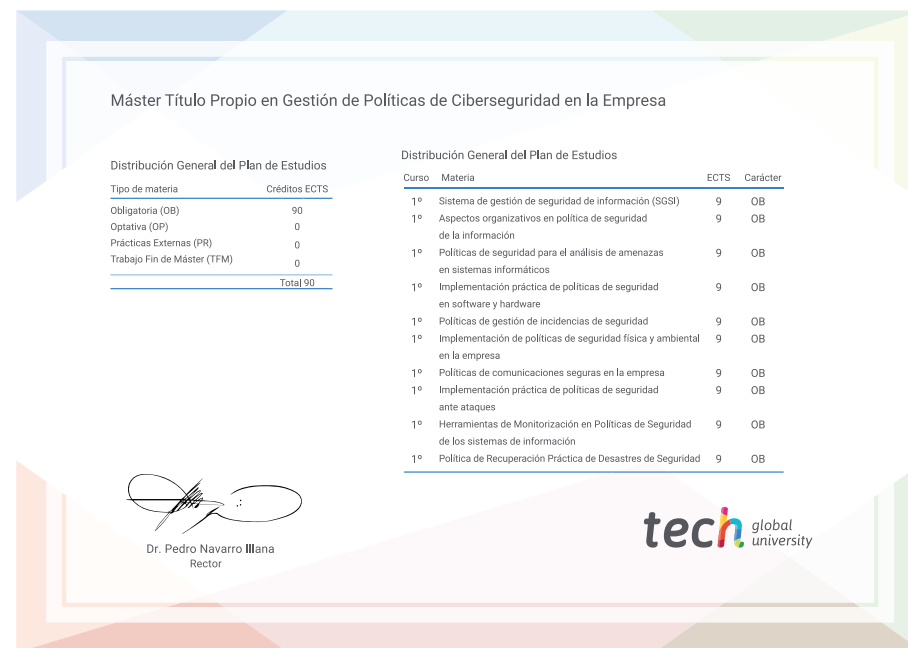 Máster Título Propio en Gestión de Políticas de Ciberseguridad en la Empresa
Distribución General del Plan de Estudios
Tipo de materia Créditos ECTS
Obligatoria (OB) 90
Optativa (OP) 0
Prácticas Externas (PR) 0
Trabajo Fin de Máster (TFM) 0
Total 90
Distribución General del Plan de Estudios
Curso Materia ECTS Carácter
1º Sistema de gestión de seguridad de información (SGSI) 9 OB
1º Aspectos organizativos en política de seguridad 9 OB
de la información
1º Políticas de seguridad para el análisis de amenazas 9 OB
en sistemas informáticos
1º Implementación práctica de políticas de seguridad 9 OB
en software y hardware
1º Políticas de gestión de incidencias de seguridad 9 OB
1º Implementación de políticas de seguridad física y ambiental 9 OB
en la empresa
1º Políticas de comunicaciones seguras en la empresa 9 OB
1º Implementación práctica de políticas de seguridad 9 OB
ante ataques
1º Herramientas de Monitorización en Políticas de Seguridad 9 OB
de los sistemas de información
1º Política de Recuperación Práctica de Desastres de Seguridad 9 OB
Dr. Pedro Navarro Illana
Rector
tech global
university